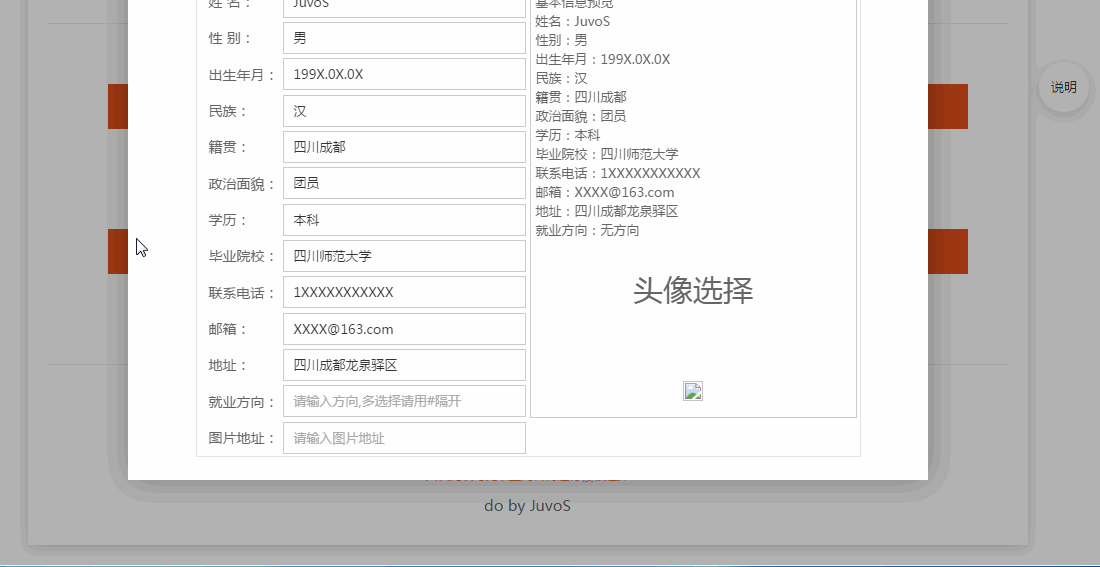 姓 名： JuvoS
性 别： 男
出生年月： 199X.0X.0X
民族： 汉
籍贯： 四川成都
政治面貌： 团员
学历： 本科
毕业院校： 四川师范大学
联系电话： 1XXXXXXXXXX
邮箱： XXXX@163.com
地址： 四川成都龙泉驿区
就业方向： 请输入方向,多选择请用#隔开
图片地址： 请输入图片地址
基本信息预览
姓名：JuvoS
性别：男
出生年月：199X.0X.0X
民族：汉
籍贯：四川成都
政治面貌：团员
学历：本科
毕业院校：四川师范大学
联系电话：1XXXXXXXXXX
邮箱：XXXX@163.com
地址：四川成都龙泉驿区
就业方向：无方向
头像选择
说明
do by JuvoS